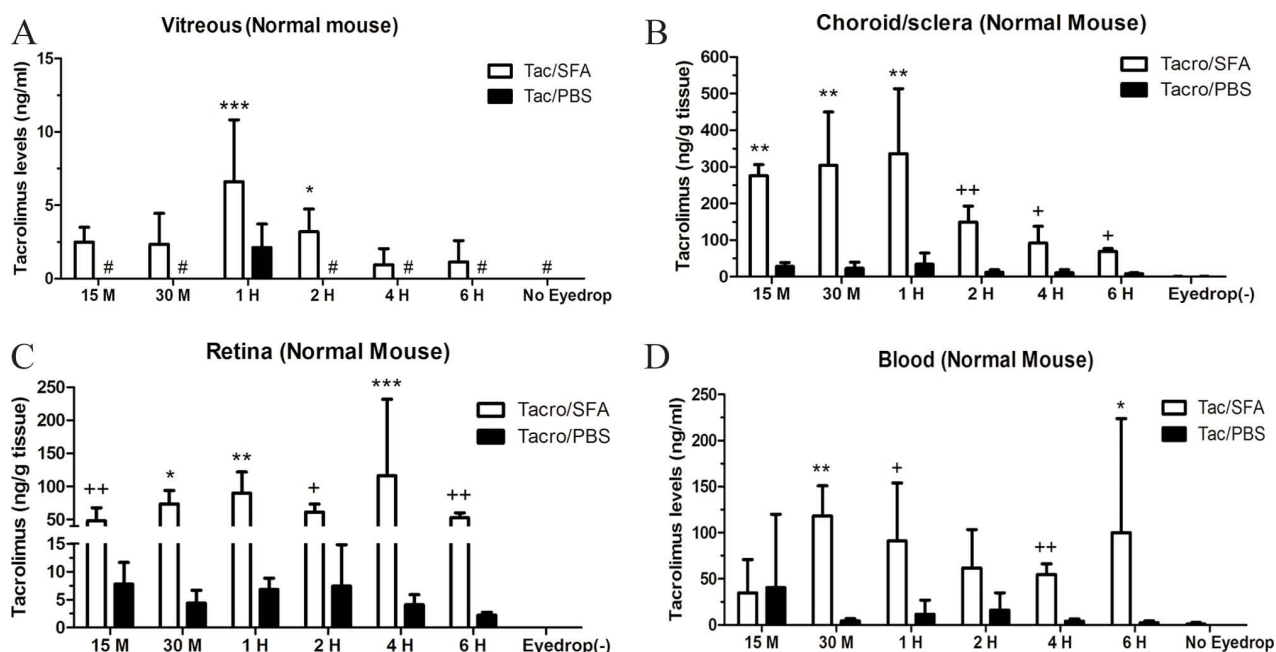 A
Vitreous (Normal mouse)
Tacrolimus levels (ng/ml)
15
10
5
0
Tac/SFA
Tac/PBS
***
*
# # # # # #
15 M 30 M 1 H 2 H 4 H 6 H No Eyedrop
B
Choroid/sclera (Normal Mouse)
Tacrolimus (ng/g tissue)
600
500
400
300
200
100
0
Tacro/SFA
Tacro/PBS
** ** ** ++ + +
15 M 30 M 1 H 2 H 4 H 6 H Eyedrop(-)
C
Retina (Normal Mouse)
Tacrolimus (ng/g tissue)
250
200
150
100
50
15
10
5
0
Tacro/SFA
Tacro/PBS
++ * ** + *** ++
15 M 30 M 1 H 2 H 4 H 6 H Eyedrop(-)
D
Blood (Normal Mouse)
Tacrolimus levels (ng/ml)
250
200
150
100
50
0
Tac/SFA
Tac/PBS
** + ++ *
15 M 30 M 1 H 2 H 4 H 6 H No Eyedrop